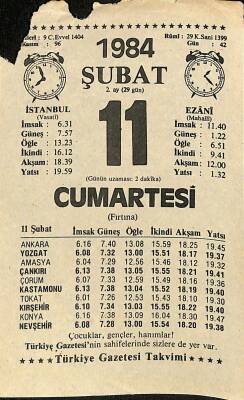 9 C.Evvel 1404
Kasım : 96
1984
Rûmî : 29 K.Sani 1399
Gün : 42
ŞUBAT
2. ay (29 gün)
İSTANBUL
(Vasatî)
İmsak : 6.31
Güneş : 7.57
Öğle : 13.23
İkindi : 16.12
Akşam : 18.39
Yatsı : 19.59
11
EZÂNÎ
(Mahallî)
İmsak : 11.40
Güneş : 1.22
Öğle : 6.51
İkindi : 9.41
Akşam: 12.00
Yatsı : 1.32
(Günün uzaması: 2 dakika)
CUMARTESİ
(Fırtına)
11 Şubat İmsak Güneş Öğle İkindi Akşam Yatsı
ANKARA 6.16 7.40 13.08 15.59 18.25 19.45
YOZGAT 6.08 7.32 13.00 15.51 18.17 19.37
AMASYA 6.04 7.29 12.56 15.46 18.12 19.32
ÇANKIRI 6.13 7.38 13.05 15.55 18.21 19.41
ÇORUM 6.07 7.33 12.59 15.49 18.16 19.36
KASTAMONU 6.13 7.38 13.04 15.52 18.19 19.40
TOKAT 6.01 7.26 12.53 15.43 18.10 19.30
KIRŞEHİR 6.10 7.34 13.03 15.55 18.22 19.40
KONYA 6.16 7.39 13.09 16.04 18.30 19.47
NEVŞEHİR 6.08 7.28 13.00 15.54 18.20 19.38
Çocuklar, gençler, hanımlar!
Türkiye Gazetesi'nin sahifelerinde sizlere de yer var.
★★ Türkiye Gazetesi Takvimi ★★